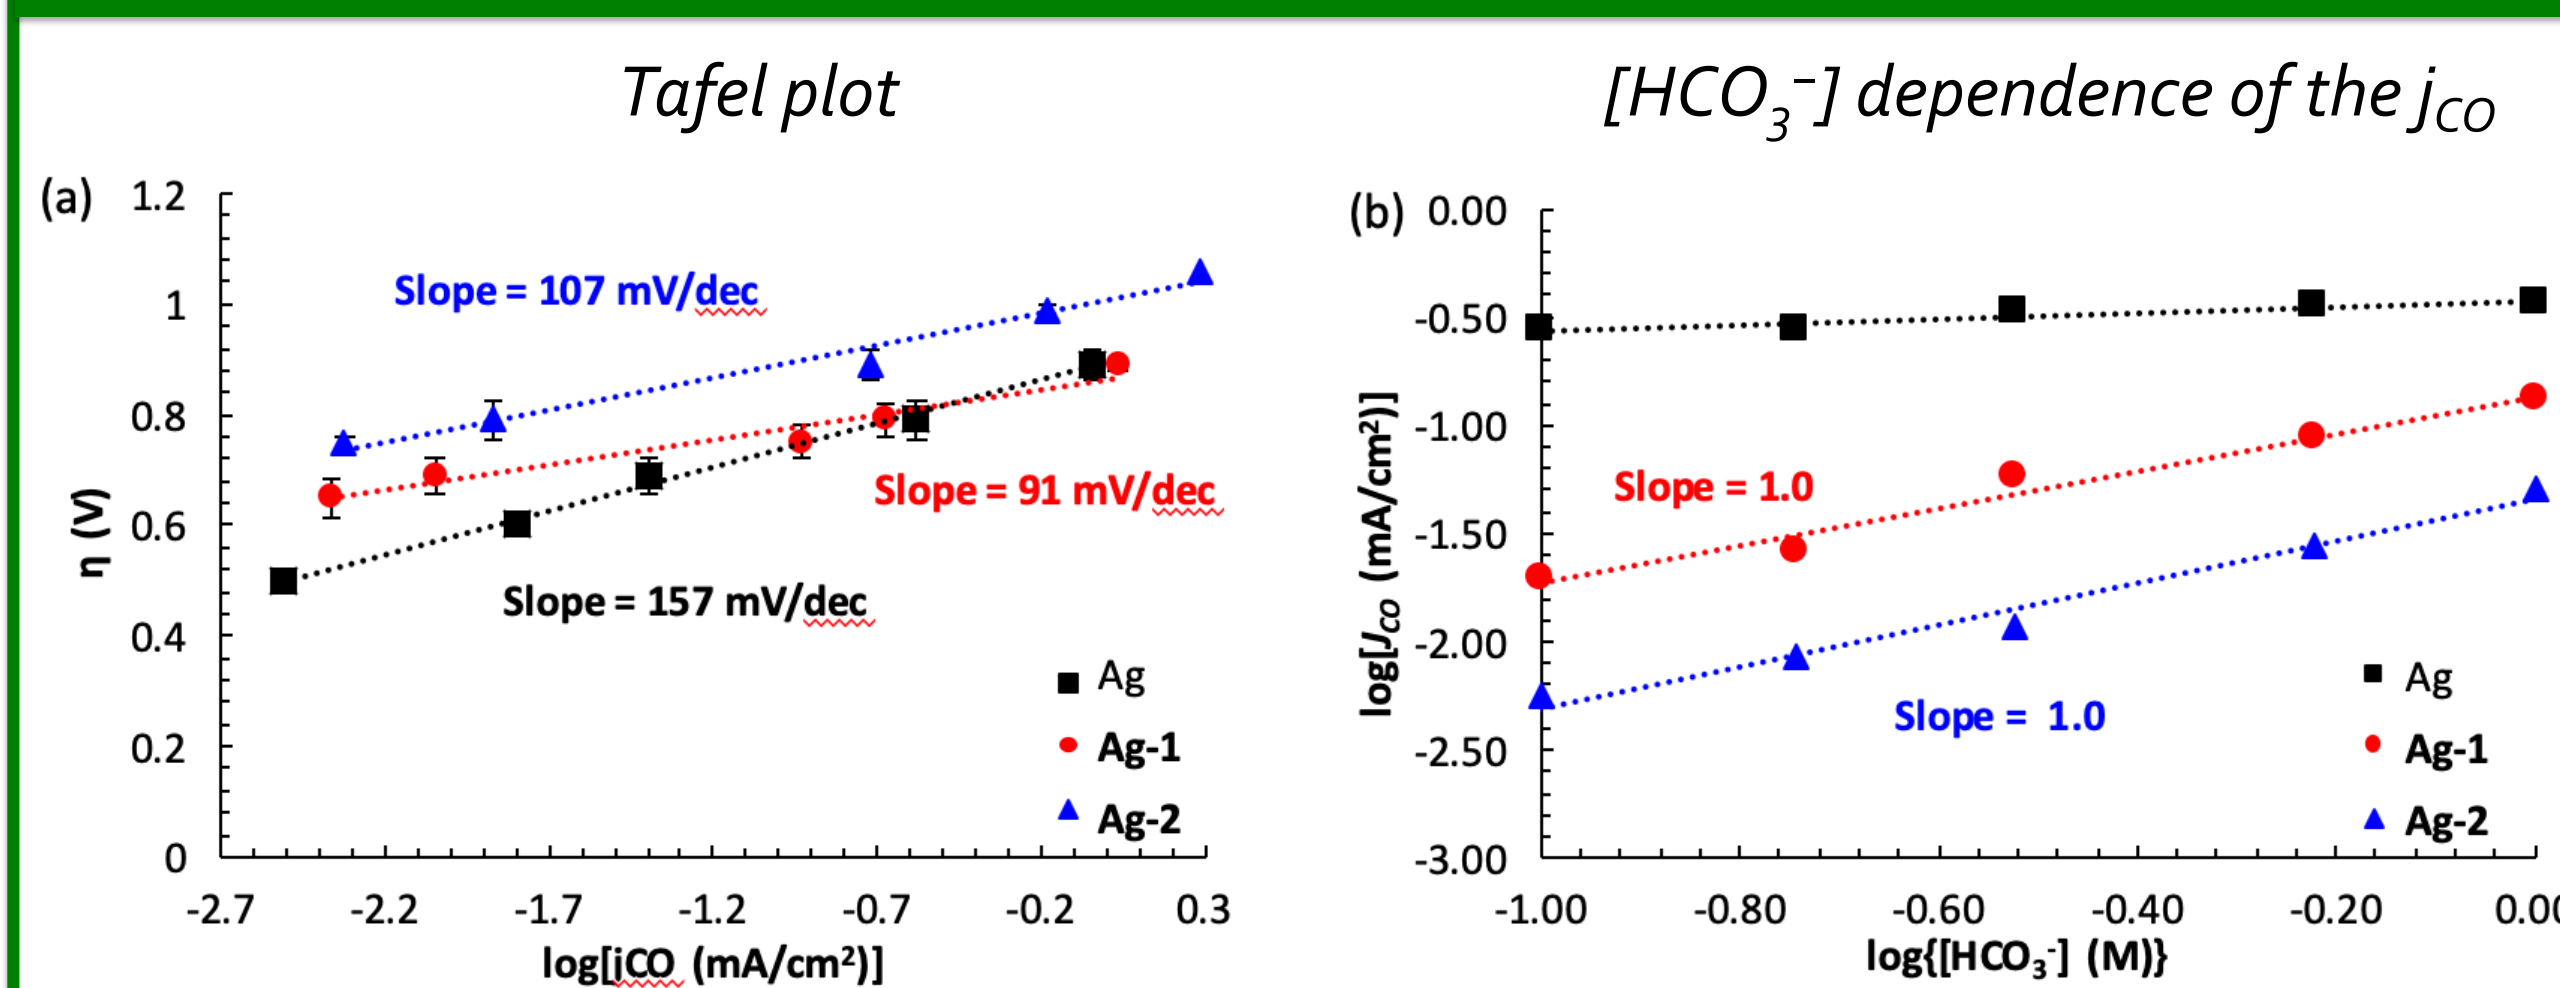 Tafel plot
[HCO₃⁻] dependence of the j_CO
(a)
1.2
1
0.8
0.6
0.4
0.2
0
η (V)
Slope = 107 mV/dec
Slope = 91 mV/dec
Slope = 157 mV/dec
Ag
Ag-1
Ag-2
-2.7 -2.2 -1.7 -1.2 -0.7 -0.2 0.3
log[iCO (mA/cm²)]
(b)
0.00
-0.50
-1.00
-1.50
-2.00
-2.50
-3.00
log[J_CO (mA/cm²)]
Slope = 1.0
Slope = 1.0
Ag
Ag-1
Ag-2
-1.00 -0.80 -0.60 -0.40 -0.20 0.00
log{[HCO₃⁻] (M)}